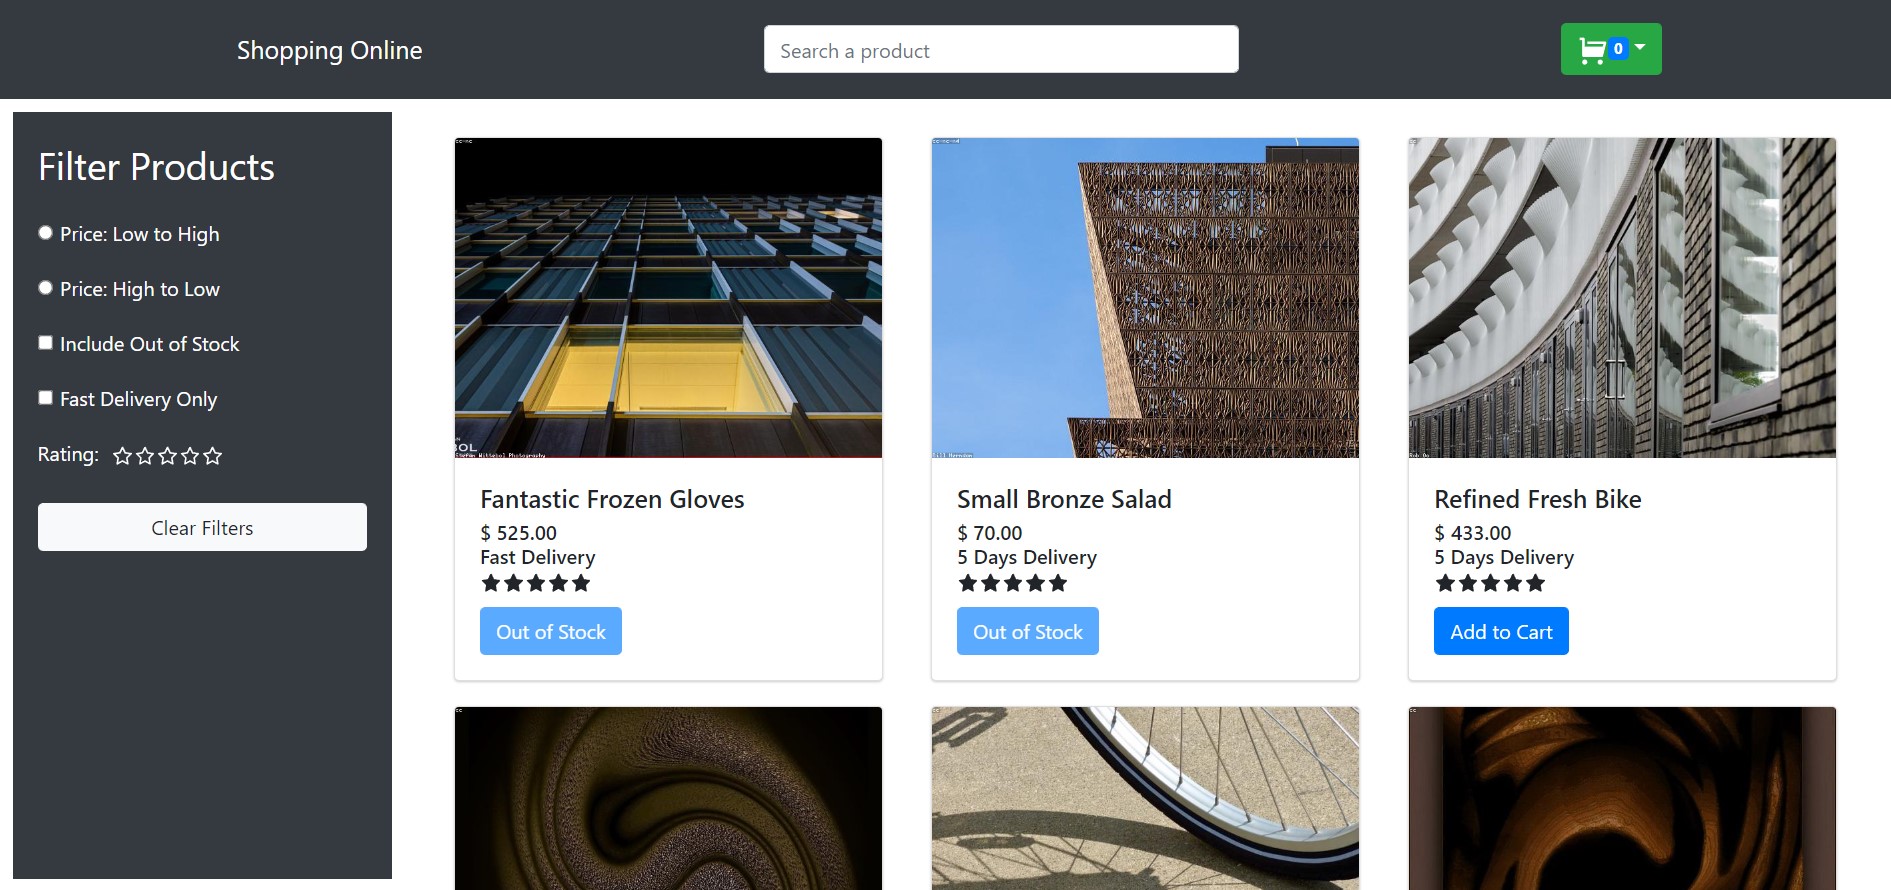 Shopping Online
Search a product
0
Filter Products
Price: Low to High
Price: High to Low
Include Out of Stock
Fast Delivery Only
Rating:
Clear Filters
Fantastic Frozen Gloves
$ 525.00
Fast Delivery
Out of Stock
Small Bronze Salad
$ 70.00
5 Days Delivery
Out of Stock
Refined Fresh Bike
$ 433.00
5 Days Delivery
Add to Cart